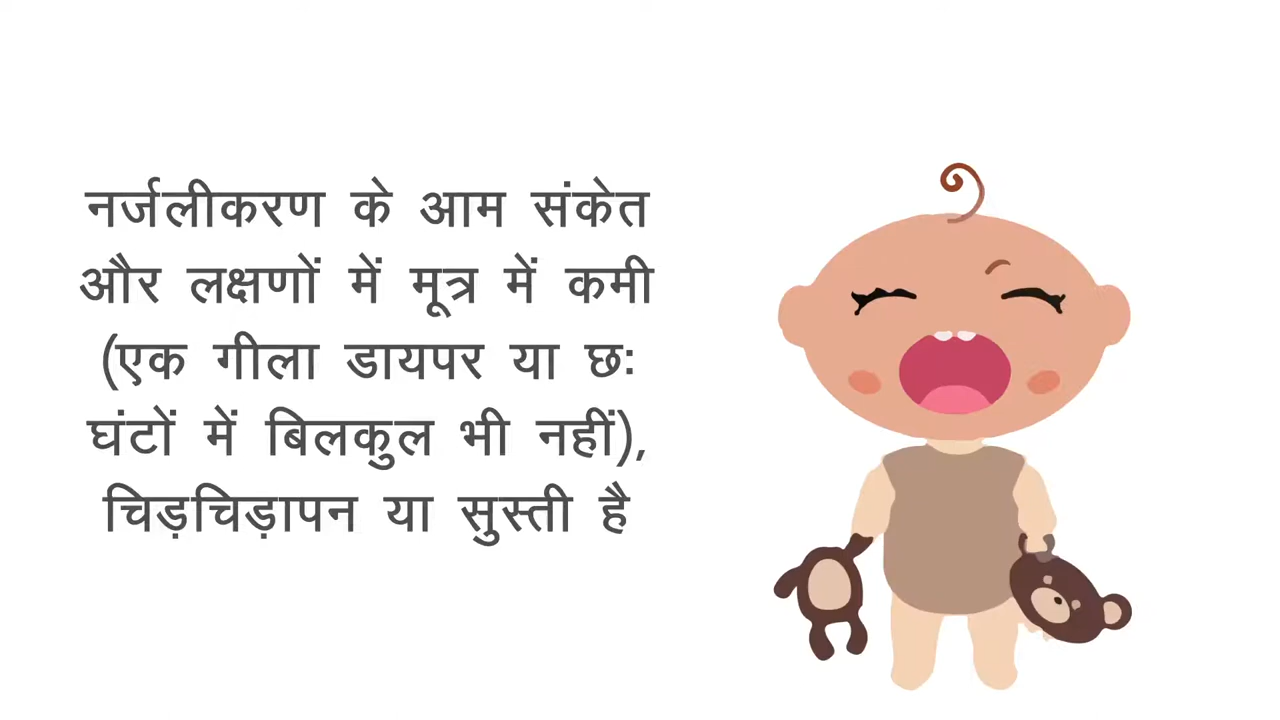 नर्जलीकरण के आम संकेत
और लक्षणों में मूत्र में कमी
(एक गीला डायपर या छः
घंटों में बिलकुल भी नहीं),
चिड़चिड़ापन या सुस्ती है